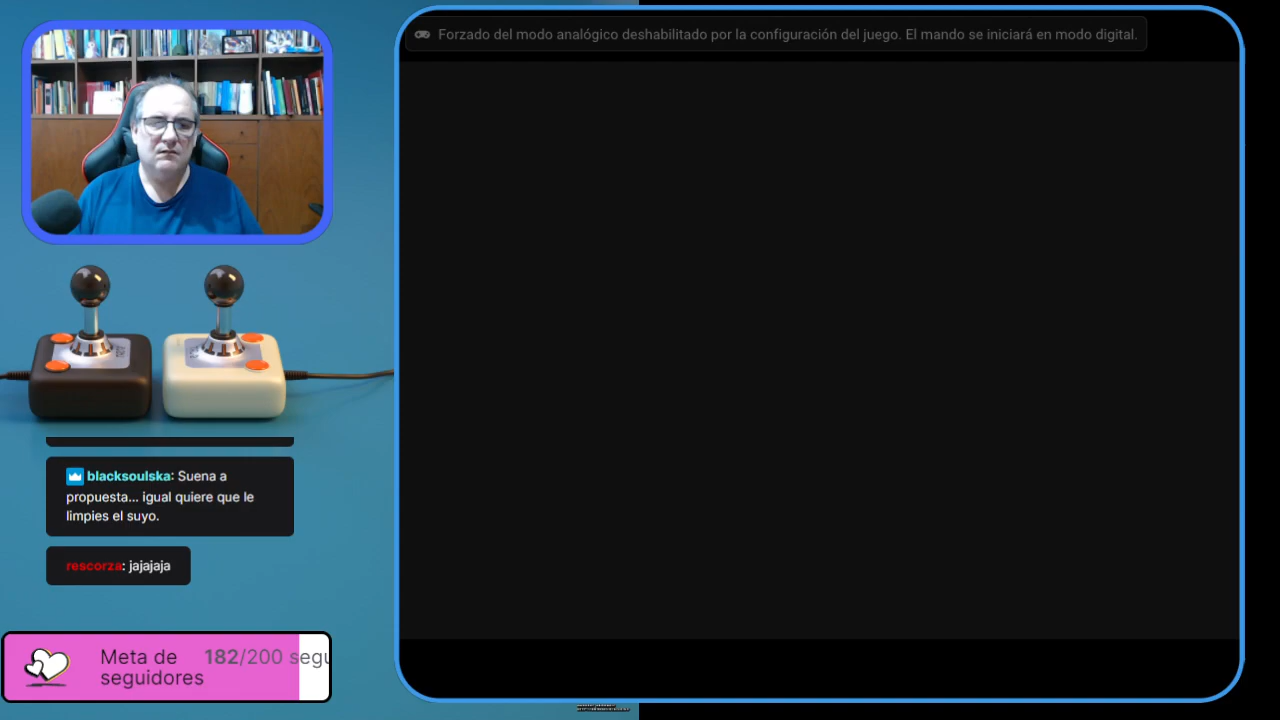 Forzado del modo analógico deshabilitado por la configuración del juego. El mando se iniciará en modo digital.
blacksoulska: Suena a
propuesta... igual quiere que le
limpies el suyo.
rescorza: jajajaja
Meta de
seguidores
182/200 segu